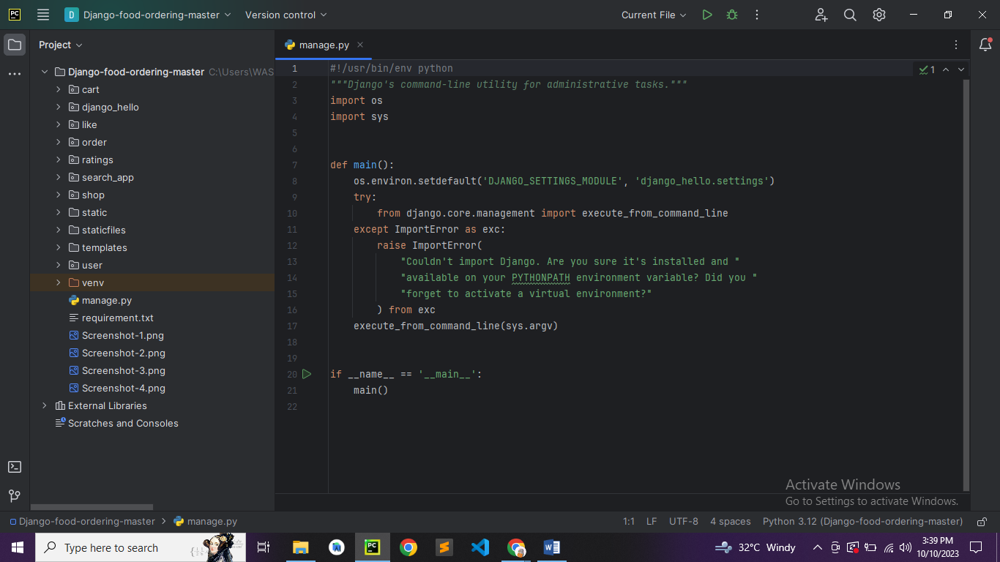 PC
D
Django-food-ordering-master
Version control
Current File
Project
manage.py
Django-food-ordering-master C:\Users\WAS
cart
django_hello
like
order
ratings
search_app
shop
static
staticfiles
templates
user
venv
manage.py
requirement.txt
Screenshot-1.png
Screenshot-2.png
Screenshot-3.png
Screenshot-4.png
External Libraries
Scratches and Consoles
1 #!/usr/bin/env python
1
2 """Django's command-line utility for administrative tasks."""
3 import os
4 import sys
5
6
7 def main():
8     os.environ.setdefault('DJANGO_SETTINGS_MODULE', 'django_hello.settings')
9     try:
10         from django.core.management import execute_from_command_line
11     except ImportError as exc:
12         raise ImportError(
13             "Couldn't import Django. Are you sure it's installed and "
14             "available on your PYTHONPATH environment variable? Did you "
15             "forget to activate a virtual environment?"
16         ) from exc
17     execute_from_command_line(sys.argv)
18
19
20 if __name__ == '__main__':
21     main()
22
Activate Windows
Go to Settings to activate Windows.
Django-food-ordering-master
manage.py
1:1 LF UTF-8 4 spaces Python 3.12 (Django-food-ordering-master)
Type here to search
PC
32°C Windy
3:39 PM
10/10/2023